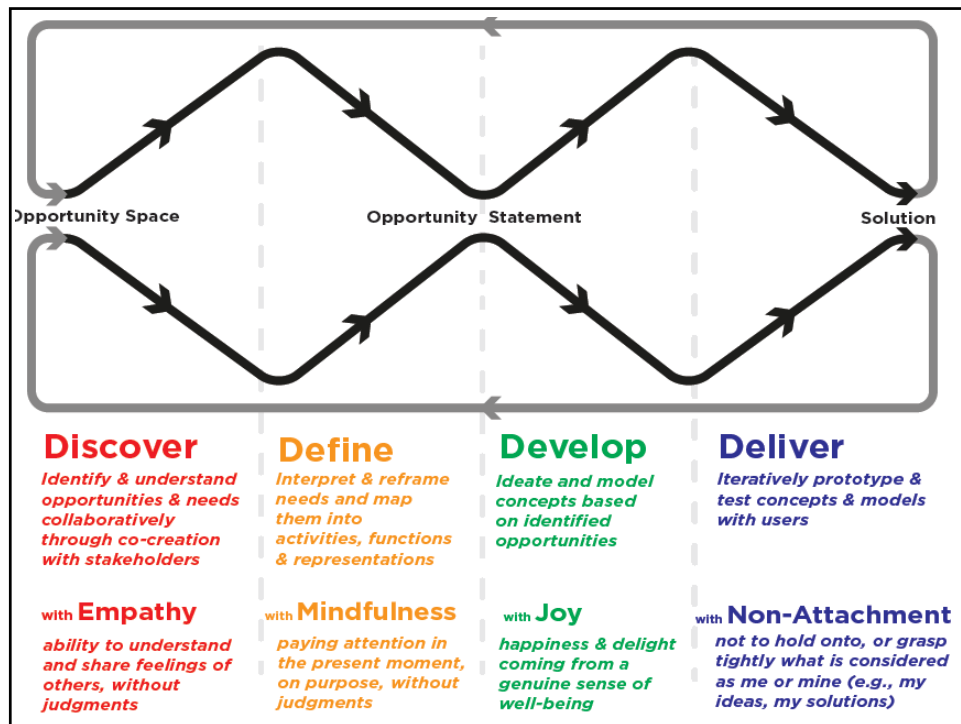 Opportunity Space
Opportunity Statement
Solution
Discover
Identify & understand
opportunities & needs
collaboratively
through co-creation
with stakeholders
Define
Interpret & reframe
needs and map
them into
activities, functions
& representations
Develop
Ideate and model
concepts based
on identified
opportunities
Deliver
Iteratively prototype &
test concepts & models
with users
with Empathy
ability to understand
and share feelings of
others, without
judgments
with Mindfulness
paying attention in
the present moment,
on purpose, without
judgments
with Joy
happiness & delight
coming from a
genuine sense of
well-being
with Non-Attachment
not to hold onto, or grasp
tightly what is considered
as me or mine (e.g., my
ideas, my solutions)